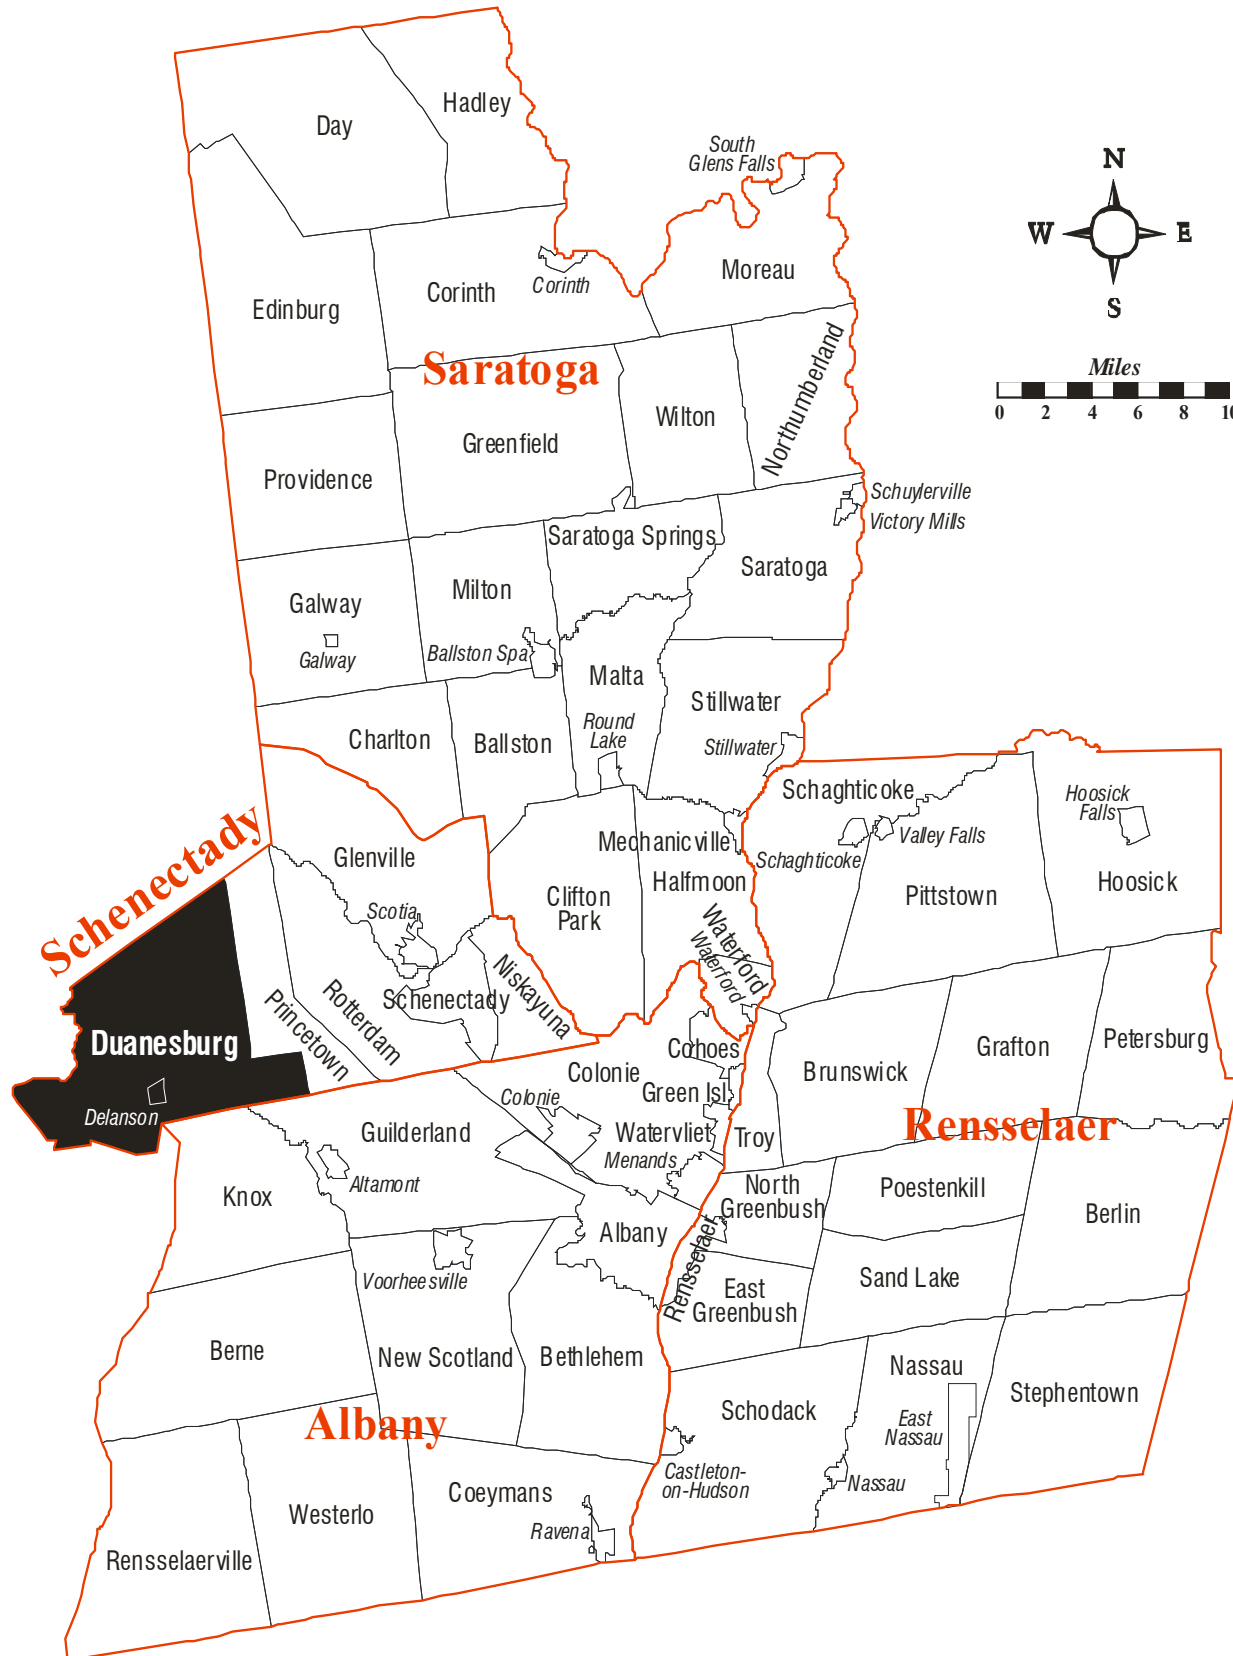 Hadley
Day
South
Glens Falls
N
W
E
S
Moreau
Corinth
Corinth
Edinburg
Saratoga
Northumberland
Miles
0 2 4 6 8 10
Wilton
Greenfield
Providence
Schuylerville
Victory Mills
Saratoga Springs
Saratoga
Milton
Galway
Galway
Ballston Spa
Malta
Stillwater
Round
Lake
Stillwater
Charlton
Ballston
Schaghticoke
Hoosick
Falls
Schenectady
Mechanicville
Valley Falls
Schaghticoke
Glenville
Halfmoon
Hoosick
Clifton
Park
Pittstown
Scotia
Waterford
Waterford
Niskayuna
Schenectady
Rotterdam
Princetown
Duanesburg
Delanson
Cohoes
Grafton
Petersburg
Colonie
Brunswick
Green Isl.
Colonie
Rensselaer
Guilderland
Watervliet
Troy
Menands
Altamont
Knox
North
Greenbush
Poestenkill
Berlin
Albany
Rensselaer
Voorheesville
Sand Lake
East
Greenbush
Berne
New Scotland
Bethlehem
Nassau
Stephentown
Schodack
Albany
East
Nassau
Castleton-
on-Hudson
Nassau
Coeymans
Westerlo
Ravena
Rensselaerville